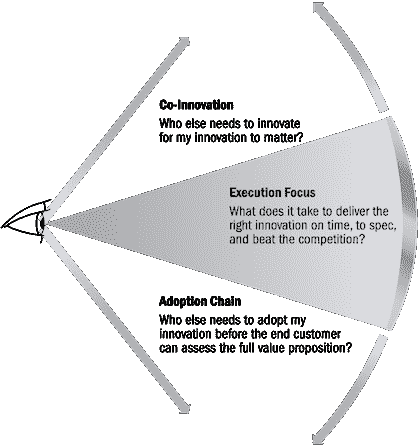 Co-Innovation
Who else needs to innovate
for my innovation to matter?
Execution Focus
What does it take to deliver the
right innovation on time, to spec,
and beat the competition?
Adoption Chain
Who else needs to adopt my
innovation before the end customer
can assess the full value proposition?